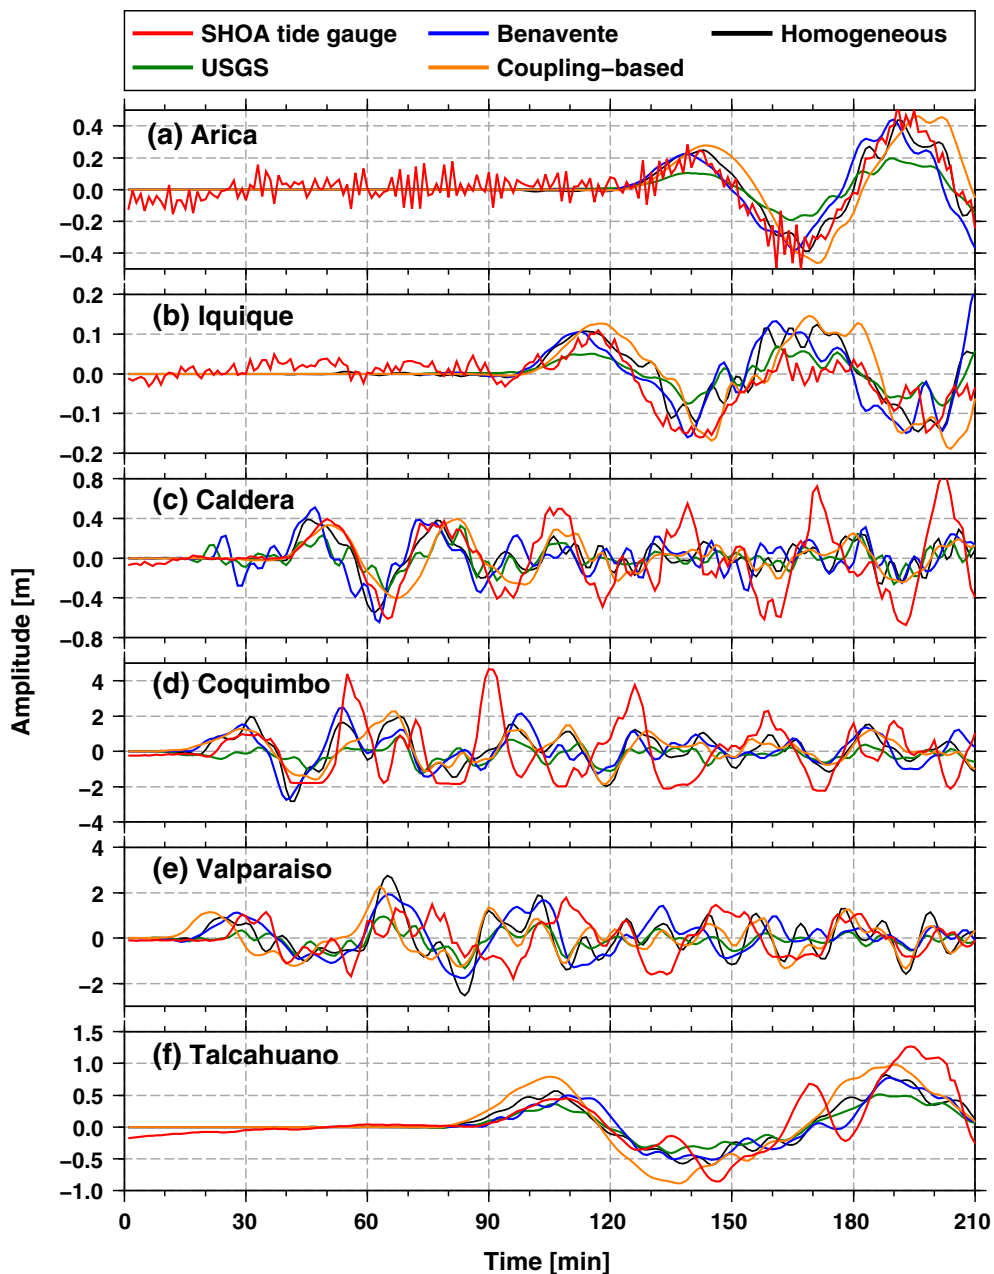 SHOA tide gauge Benavente Homogeneous
USGS Coupling−based
(a) Arica
0.4
0.2
0.0
−0.2
−0.4
(b) Iquique
0.2
0.1
0.0
−0.1
−0.2
(c) Caldera
0.8
0.4
0.0
−0.4
−0.8
(d) Coquimbo
4
2
0
−2
−4
(e) Valparaiso
4
2
0
−2
(f) Talcahuano
1.5
1.0
0.5
0.0
−0.5
−1.0
Amplitude [m]
0 30 60 90 120 150 180 210
Time [min]